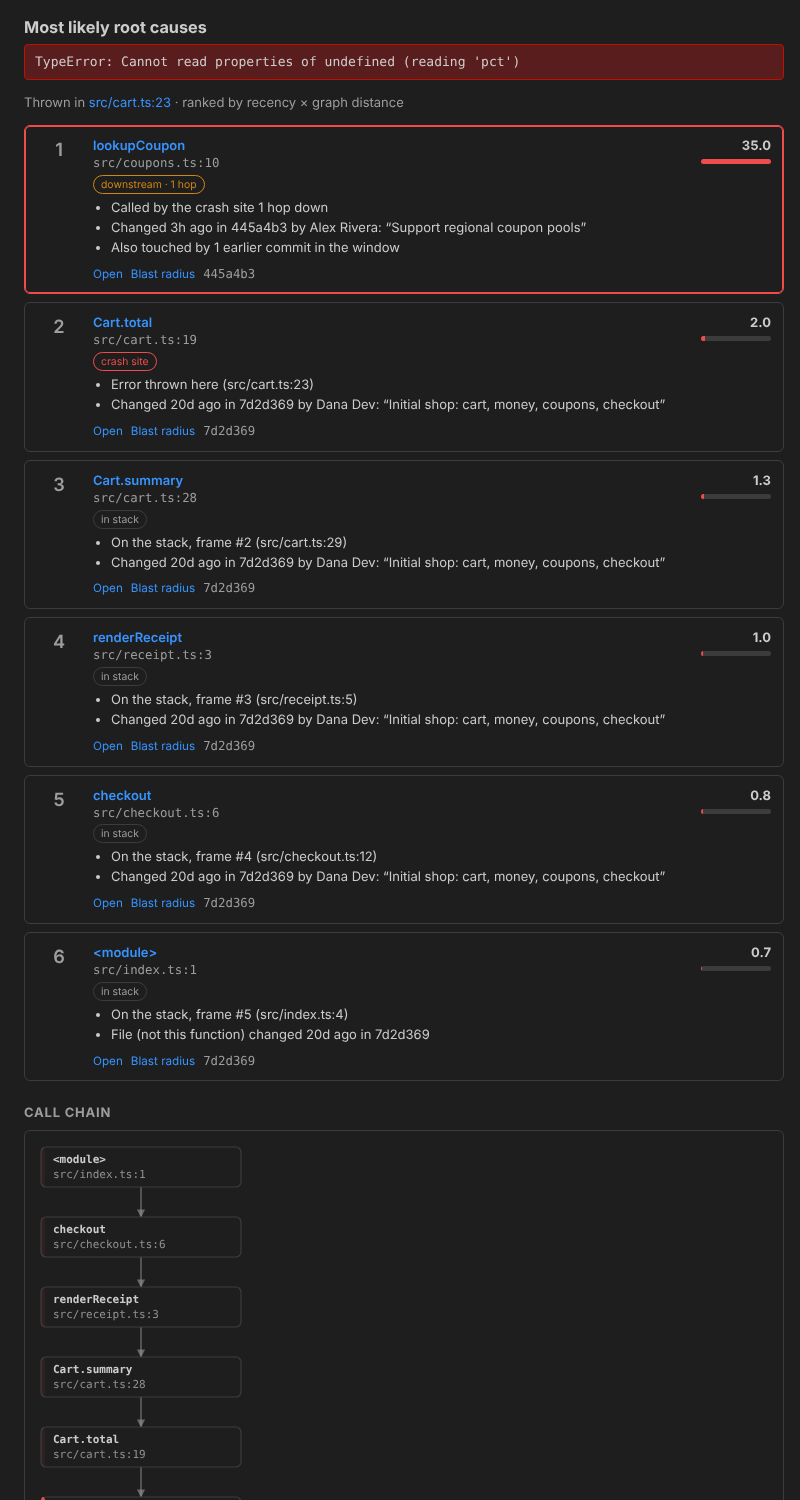 Most likely root causes
TypeError: Cannot read properties of undefined (reading 'pct')
Thrown in src/cart.ts:23 · ranked by recency × graph distance
1
lookupCoupon
35.0
src/coupons.ts:10
downstream · 1 hop
• Called by the crash site 1 hop down
• Changed 3h ago in 445a4b3 by Alex Rivera: “Support regional coupon pools”
• Also touched by 1 earlier commit in the window
Open Blast radius 445a4b3
2
Cart.total
2.0
src/cart.ts:19
crash site
• Error thrown here (src/cart.ts:23)
• Changed 20d ago in 7d2d369 by Dana Dev: “Initial shop: cart, money, coupons, checkout”
Open Blast radius 7d2d369
3
Cart.summary
1.3
src/cart.ts:28
in stack
• On the stack, frame #2 (src/cart.ts:29)
• Changed 20d ago in 7d2d369 by Dana Dev: “Initial shop: cart, money, coupons, checkout”
Open Blast radius 7d2d369
4
renderReceipt
1.0
src/receipt.ts:3
in stack
• On the stack, frame #3 (src/receipt.ts:5)
• Changed 20d ago in 7d2d369 by Dana Dev: “Initial shop: cart, money, coupons, checkout”
Open Blast radius 7d2d369
5
checkout
0.8
src/checkout.ts:6
in stack
• On the stack, frame #4 (src/checkout.ts:12)
• Changed 20d ago in 7d2d369 by Dana Dev: “Initial shop: cart, money, coupons, checkout”
Open Blast radius 7d2d369
6
<module>
0.7
src/index.ts:1
in stack
• On the stack, frame #5 (src/index.ts:4)
• File (not this function) changed 20d ago in 7d2d369
Open Blast radius 7d2d369
CALL CHAIN
<module>
src/index.ts:1
checkout
src/checkout.ts:6
renderReceipt
src/receipt.ts:3
Cart.summary
src/cart.ts:28
Cart.total
src/cart.ts:19